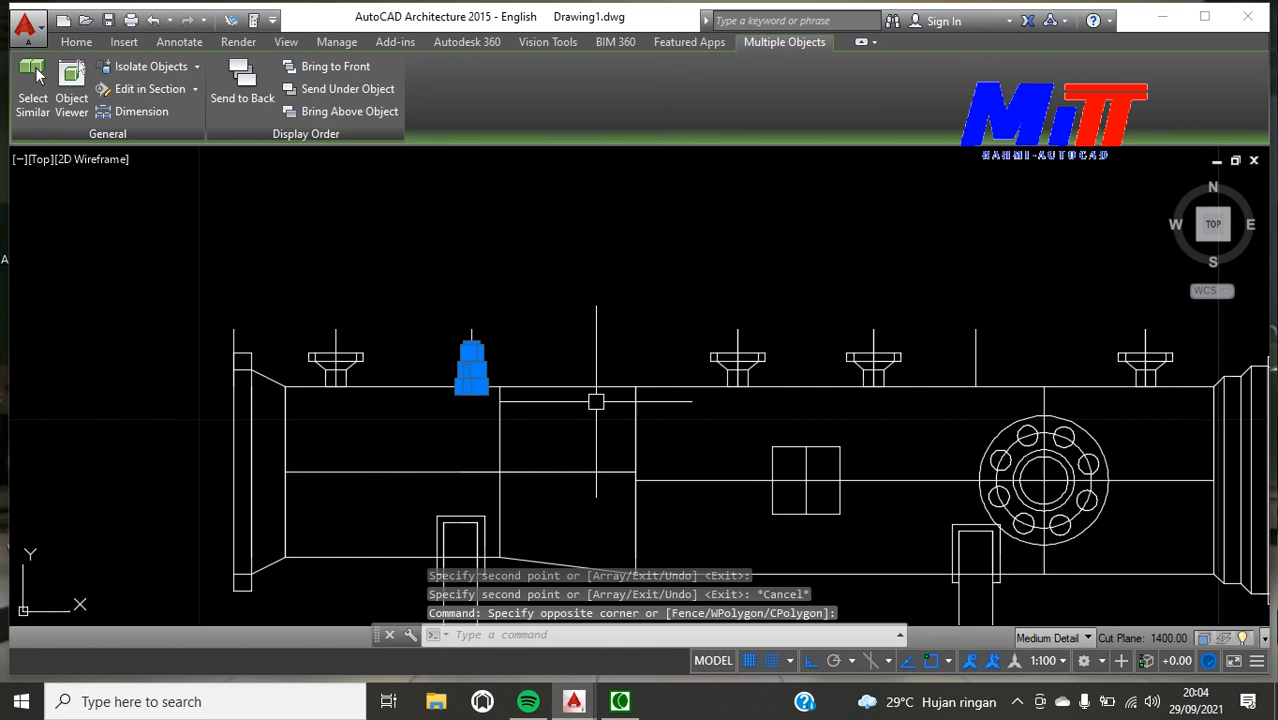 AutoCAD Architecture 2015 - English Drawing1.dwg
Type a keyword or phrase
Sign In
Home Insert Annotate Render View Manage Add-ins Autodesk 360 Vision Tools BIM 360 Featured Apps Multiple Objects
Select Similar
Object Viewer
Isolate Objects
Edit in Section
Dimension
General
Send to Back
Bring to Front
Send Under Object
Bring Above Object
Display Order
MiTT
HAHMI-AUTOCAD
[−][Top][2D Wireframe]
N
W TOP E
S
WCS
Y
X
Specify second point or [Array/Exit/Undo] <Exit>:
Specify second point or [Array/Exit/Undo] <Exit>: *Cancel*
Command: Specify opposite corner or [Fence/WPolygon/CPolygon]:
Type a command
Medium Detail Cut Plane: 1400.00
MODEL 1:100 +0.00
Type here to search
29°C Hujan ringan
20:04
29/09/2021